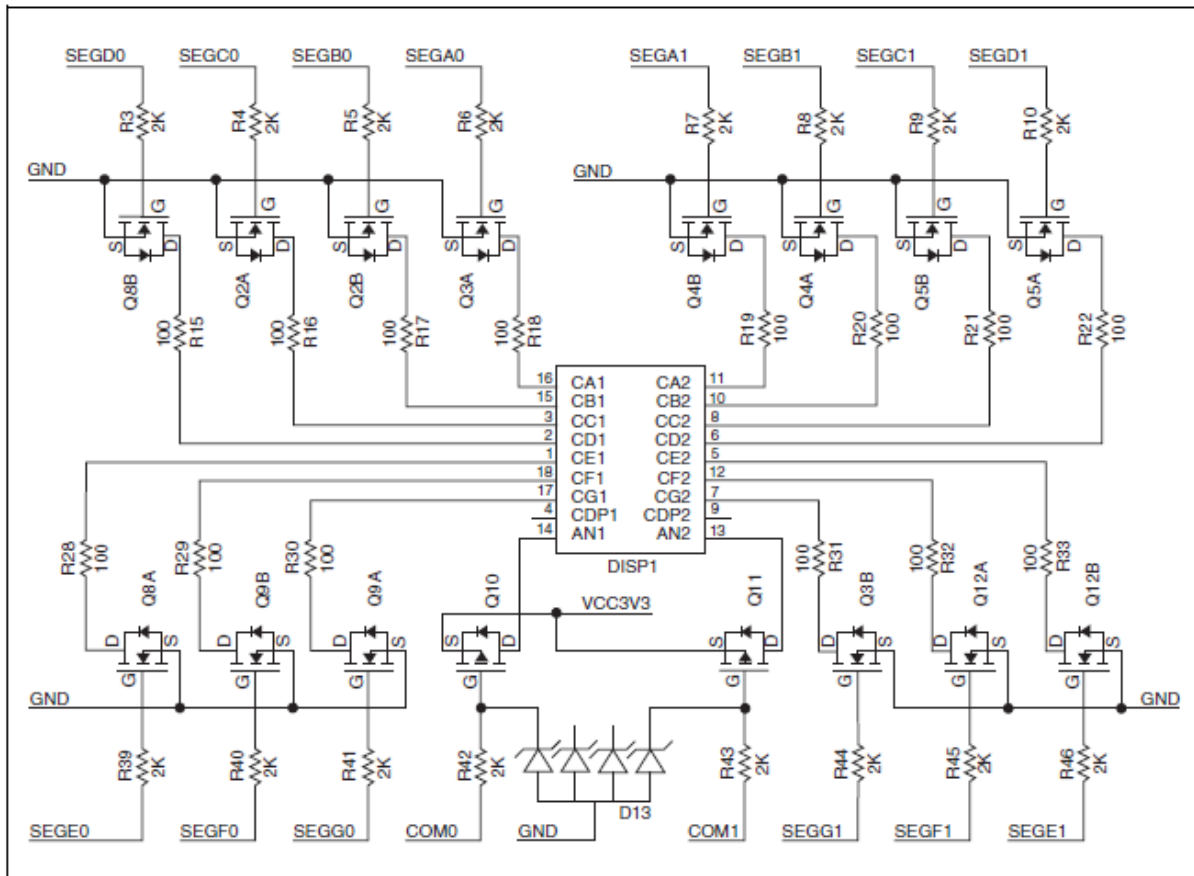 SEGD0 SEGC0 SEGB0 SEGA0 SEGA1 SEGB1 SEGC1 SEGD1
R3 2K R4 2K R5 2K R6 2K R7 2K R8 2K R9 2K R10 2K
GND GND
G G G G G G G G
S D S D S D S D S D S D S D S D
Q8B Q2A Q2B Q3A Q4B Q4A Q5B Q5A
100 R15 100 R16 100 R17 100 R18 R19 100 R20 100 R21 100 R22 100
16 CA1 CA2 11
15 CB1 CB2 10
3 CC1 CC2 8
2 CD1 CD2 6
1 CE1 CE2 5
18 CF1 CF2 12
17 CG1 CG2 7
4 CDP1 CDP2 9
14 AN1 AN2 13
DISP1
R28 100 R29 100 R30 100 100 R31 100 R32 100 R33
Q8A Q9B Q9A Q10 Q11 Q3B Q12A Q12B
VCC3V3
D S D S D S S D S D D S D S D S
G G G G G G G G
GND GND
R39 2K R40 2K R41 2K R42 2K R43 2K R44 2K R45 2K R46 2K
D13
SEGE0 SEGF0 SEGG0 COM0 GND COM1 SEGG1 SEGF1 SEGE1